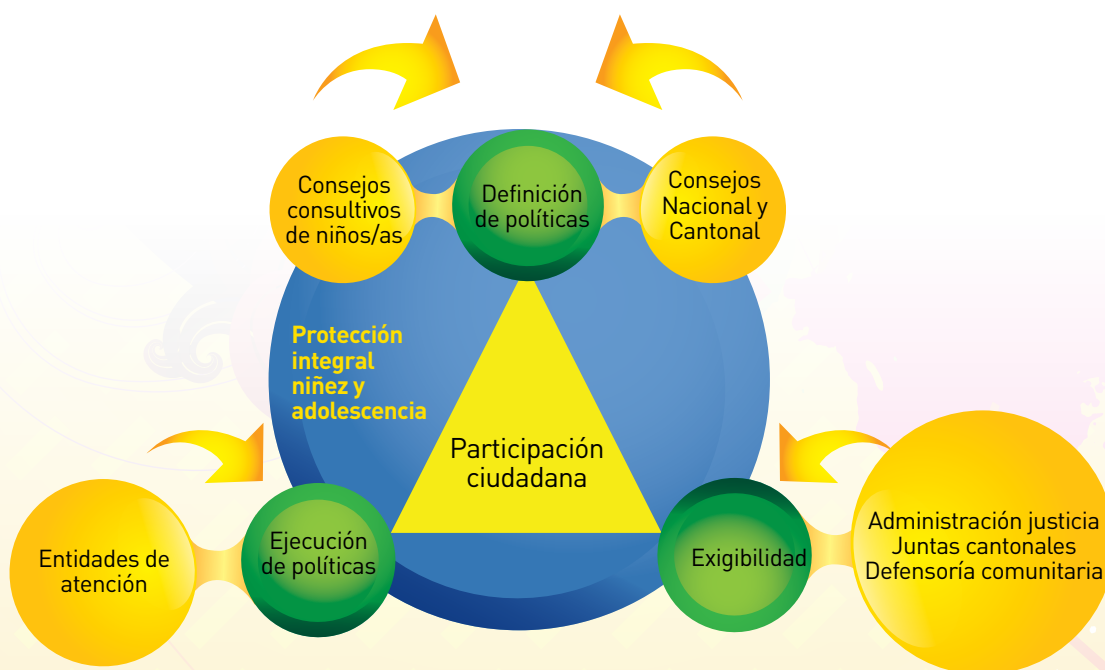 Consejos
consultivos
de niños/as
Definición
de políticas
Consejos
Nacional y
Cantonal
Protección
integral
niñez y
adolescencia
Participación
ciudadana
Entidades de
atención
Ejecución
de políticas
Exigibilidad
Administración justicia
Juntas cantonales
Defensoría comunitaria